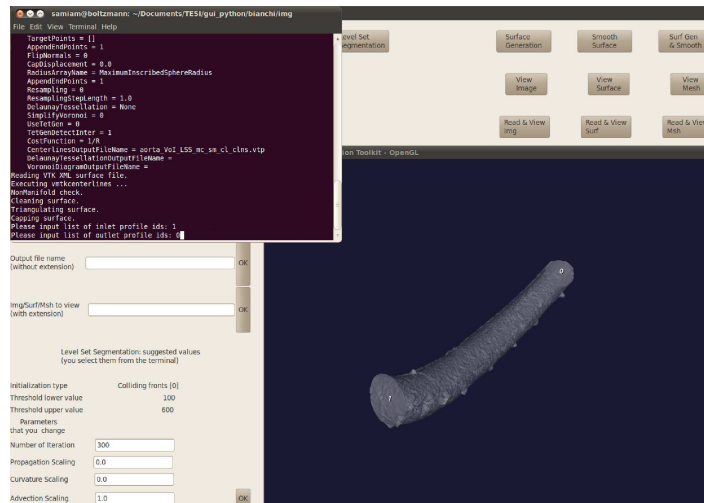 samiam@boltzmann: ~/Documents/TESI/gui_python/bianchi/img
File Edit View Terminal Help
TargetPoints = []
AppendEndPoints = 1
FlipNormals = 0
CapDisplacement = 0.0
RadiusArrayName = MaximumInscribedSphereRadius
AppendEndPoints = 1
Resampling = 0
ResamplingStepLength = 1.0
DelaunayTessellation = None
SimplifyVoronoi = 0
UseTetGen = 0
TetGenDetectInter = 1
CostFunction = 1/R
CenterlinesOutputFileName = aorta_VoI_LSS_mc_sm_cl_clns.vtp
DelaunayTessellationOutputFileName =
VoronoiDiagramOutputFileName =
Reading VTK XML surface file.
Executing vmtkcenterlines ...
NonManifold check.
Cleaning surface.
Triangulating surface.
Capping surface.
Please input list of inlet profile ids: 1
Please input list of outlet profile ids: 0
evel Set
egmentation
Surface
Generation
Smooth
Surface
Surf Gen
& Smooth
View
Image
View
Surface
View
Mesh
Read & View
Img
Read & View
Surf
Read & Vie
Msh
on Toolkit - OpenGL
0
1
Output file name
(without extension)
OK
Img/Surf/Msh to view
(with extension)
OK
Level Set Segmentation: suggested values
(you select them from the terminal)
Initialization type Colliding fronts [0]
Threshold lower value 100
Threshold upper value 600
Parameters
that you change
Number of Iteration 300
Propagation Scaling 0.0
Curvature Scaling 0.0
Advection Scaling 1.0
OK